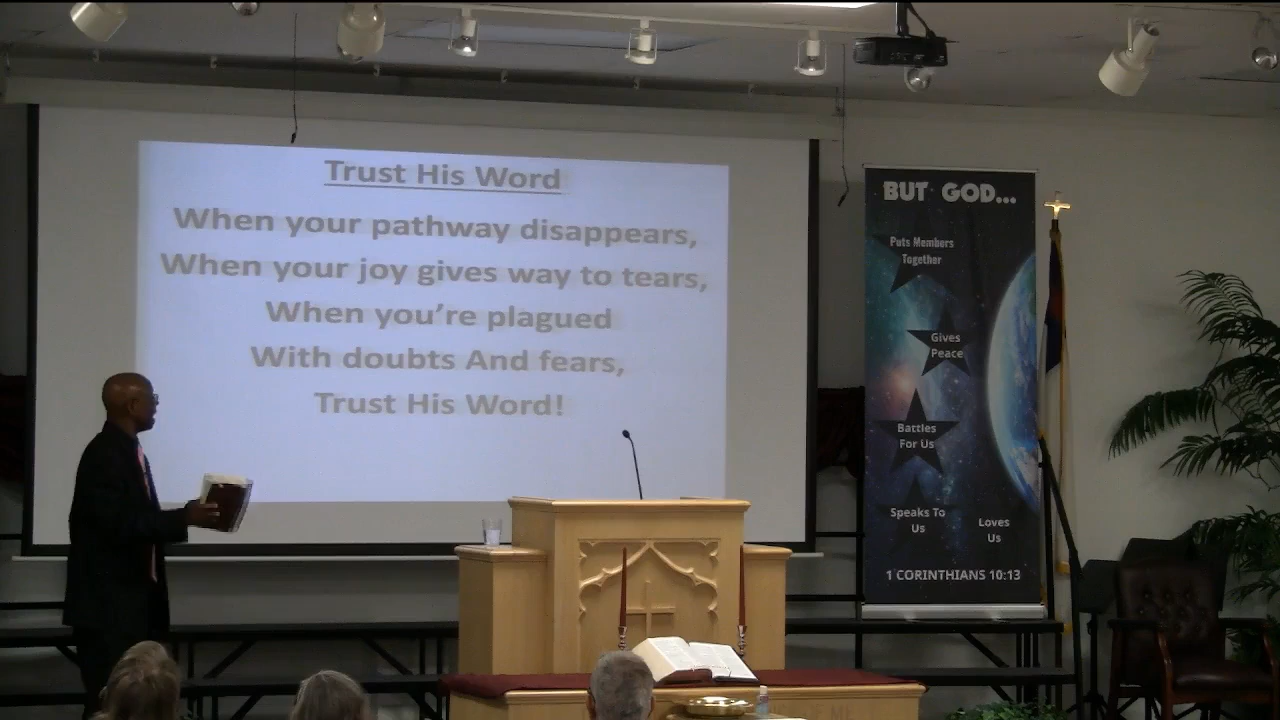 Trust His Word
When your pathway disappears,
When your joy gives way to tears,
When you're plagued
With doubts And fears,
Trust His Word!
BUT GOD...
Puts Members
Together
Gives
Peace
Battles
For Us
Speaks To
Us
Loves
Us
1 CORINTHIANS 10:13